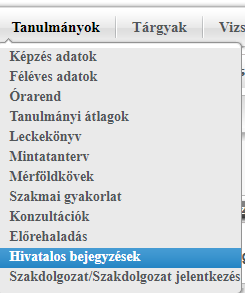 Tanulmányok Tárgyak Vizs
Képzés adatok
Féléves adatok
Órarend
Tanulmányi átlagok
Leckekönyv
Mintatanterv
Mérföldkövek
Szakmai gyakorlat
Konzultációk
Előrehaladás
Hivatalos bejegyzések
Szakdolgozat/Szakdolgozat jelentkezés